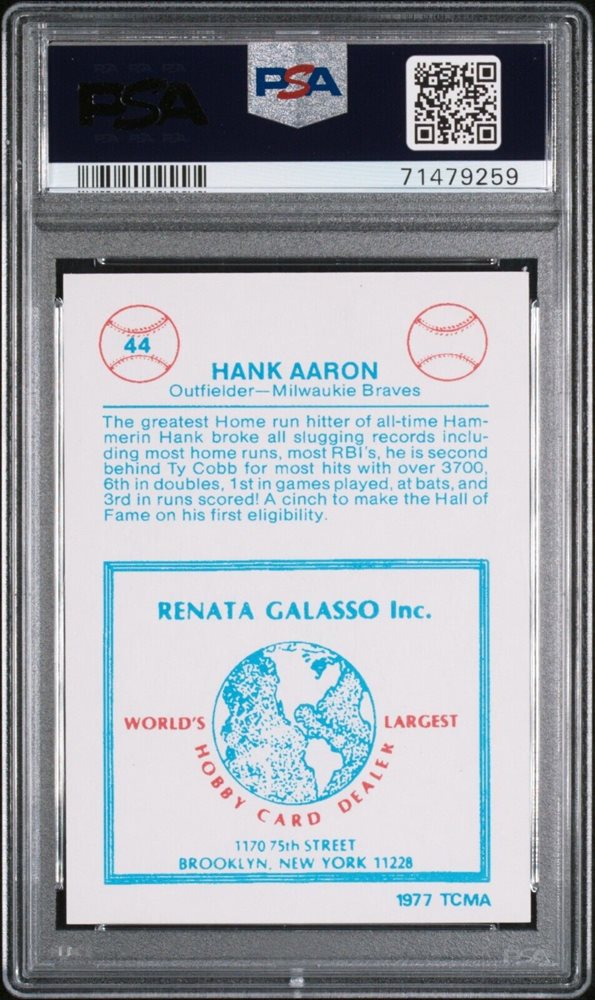 PSA
PSA
71479259
44
HANK AARON
Outfielder—Milwaukie Braves
The greatest Home run hitter of all-time Ham-
merin Hank broke all slugging records inclu-
ding most home runs, most RBI's, he is second
behind Ty Cobb for most hits with over 3700,
6th in doubles, 1st in games played, at bats, and
3rd in runs scored! A cinch to make the Hall of
Fame on his first eligibility.
RENATA GALASSO Inc.
WORLD'S LARGEST
HOBBY CARD DEALER
1170 75th STREET
BROOKLYN, NEW YORK 11228
1977 TCMA
PSA